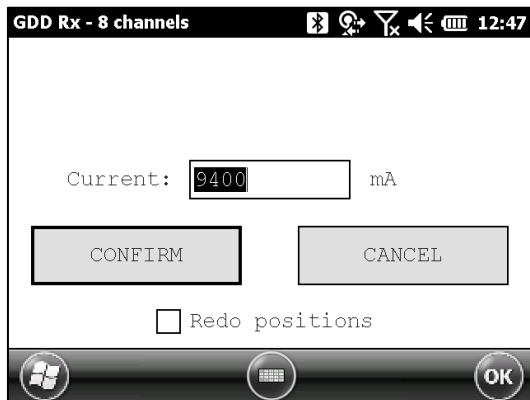 GDD Rx - 8 channels 12:47
Current: 9400 mA
CONFIRM CANCEL
Redo positions
OK